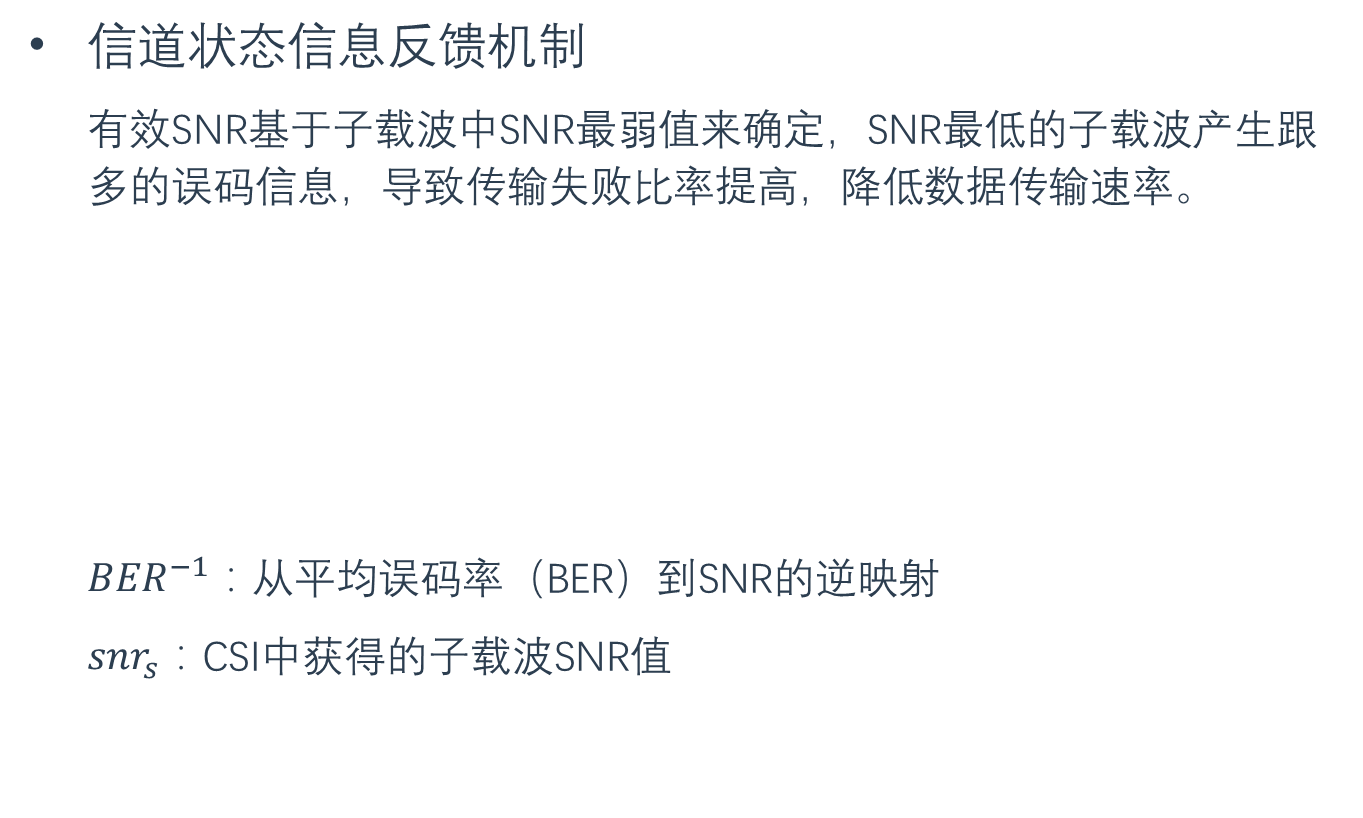 • 信道状态信息反馈机制
有效SNR基于子载波中SNR最弱值来确定，SNR最低的子载波产生跟
多的误码信息，导致传输失败比率提高，降低数据传输速率。
BER⁻¹：从平均误码率（BER）到SNR的逆映射
snrₛ：CSI中获得的子载波SNR值